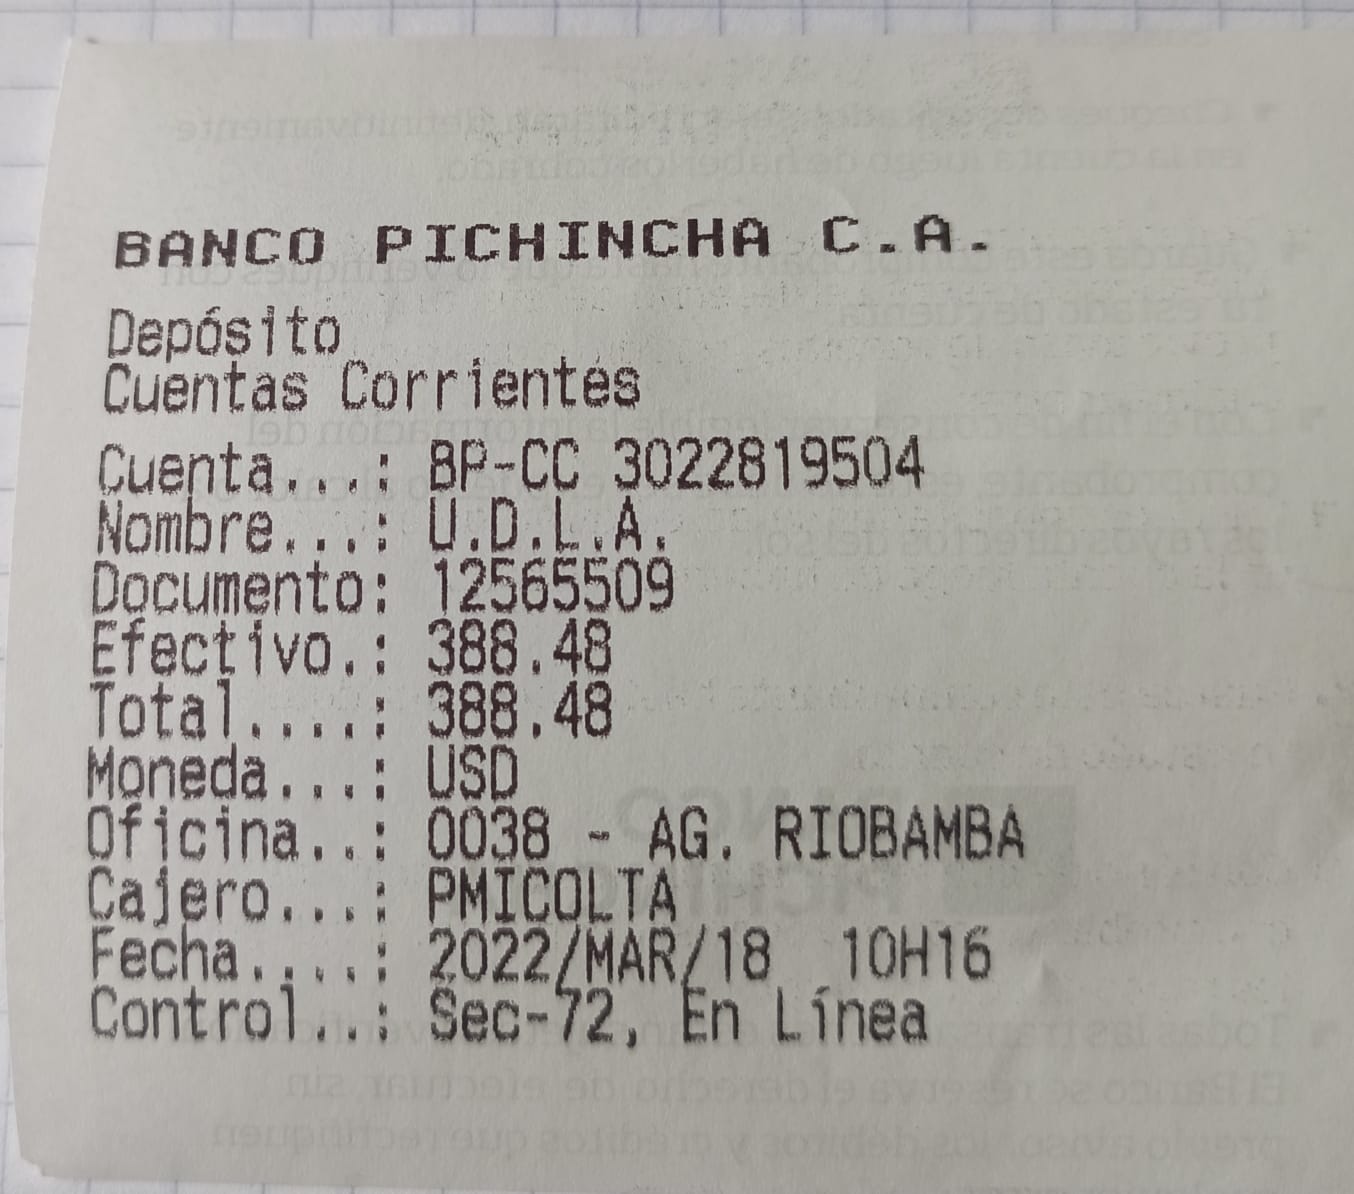 BANCO PICHINCHA C.A.
Depósito
Cuentas Corrientes
Cuenta...: BP-CC 3022819504
Nombre...: U.D.L.A.
Documento: 12565509
Efectivo.: 388.48
Total....: 388.48
Moneda...: USD
Oficina..: 0038 - AG. RIOBAMBA
Cajero...: PMICOLTA
Fecha....: 2022/MAR/18  10H16
Control..: Sec-72, En Línea